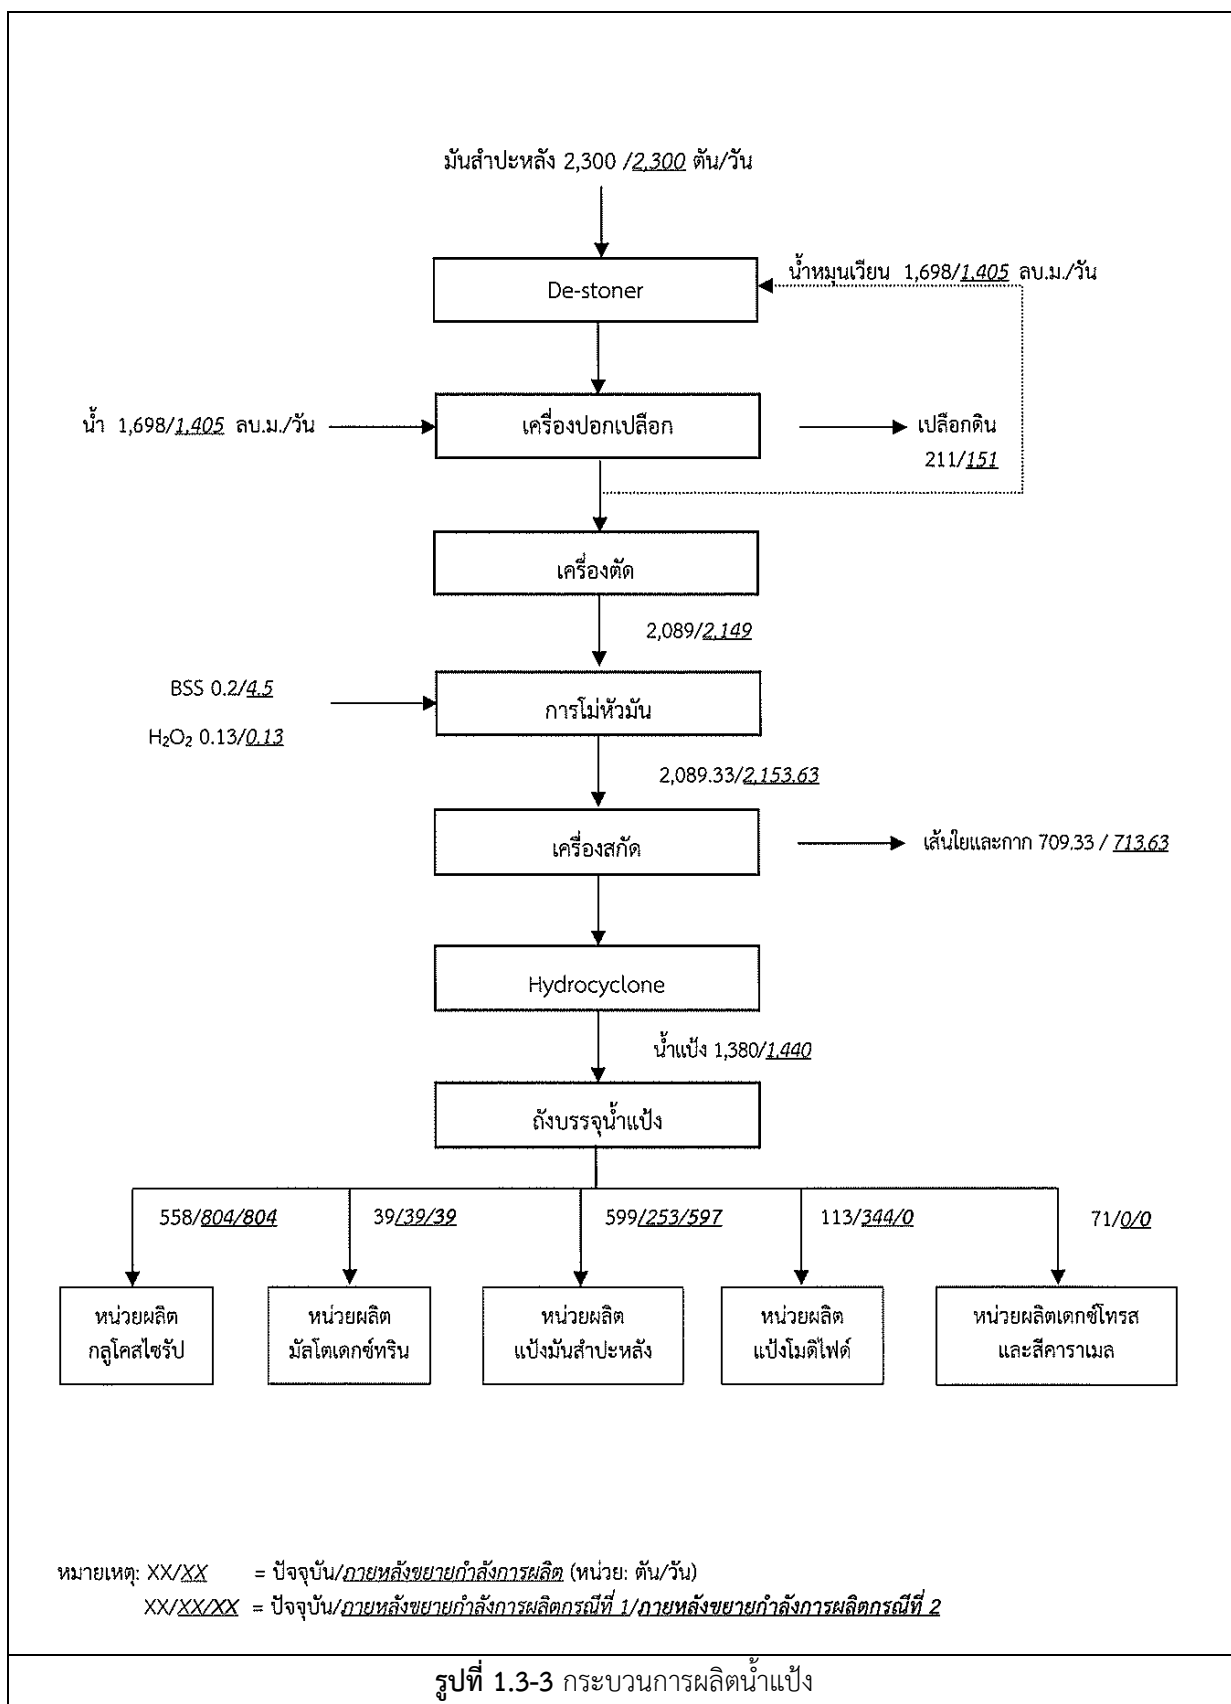 มันสำปะหลัง 2,300 /2,300 ตัน/วัน
De-stoner
น้ำหมุนเวียน 1,698/1,405 ลบ.ม./วัน
น้ำ 1,698/1,405 ลบ.ม./วัน
เครื่องปอกเปลือก
เปลือกดิน
211/151
เครื่องตัด
2,089/2,149
BSS 0.2/4.5
H₂O₂ 0.13/0.13
การโม่หัวมัน
2,089.33/2,153.63
เครื่องสกัด
เส้นใยและกาก 709.33 / 713.63
Hydrocyclone
น้ำแป้ง 1,380/1,440
ถังบรรจุน้ำแป้ง
558/804/804 39/39/39 599/253/597 113/344/0 71/0/0
หน่วยผลิต
กลูโคสไซรัป
หน่วยผลิต
มัลโตเดกซ์ทริน
หน่วยผลิต
แป้งมันสำปะหลัง
หน่วยผลิต
แป้งโมดิไฟด์
หน่วยผลิตเดกซ์โทรส
และสีคาราเมล
หมายเหตุ: XX/XX = ปัจจุบัน/ภายหลังขยายกำลังการผลิต (หน่วย: ตัน/วัน)
XX/XX/XX = ปัจจุบัน/ภายหลังขยายกำลังการผลิตกรณีที่ 1/ภายหลังขยายกำลังการผลิตกรณีที่ 2
รูปที่ 1.3-3 กระบวนการผลิตน้ำแป้ง